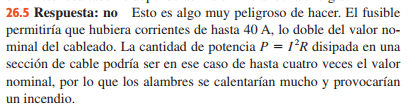 26.5 Respuesta: no Esto es algo muy peligroso de hacer. El fusible
permitiría que hubiera corrientes de hasta 40 A, lo doble del valor no-
minal del cableado. La cantidad de potencia P = I²R disipada en una
sección de cable podría ser en ese caso de hasta cuatro veces el valor
nominal, por lo que los alambres se calentarían mucho y provocarían
un incendio.